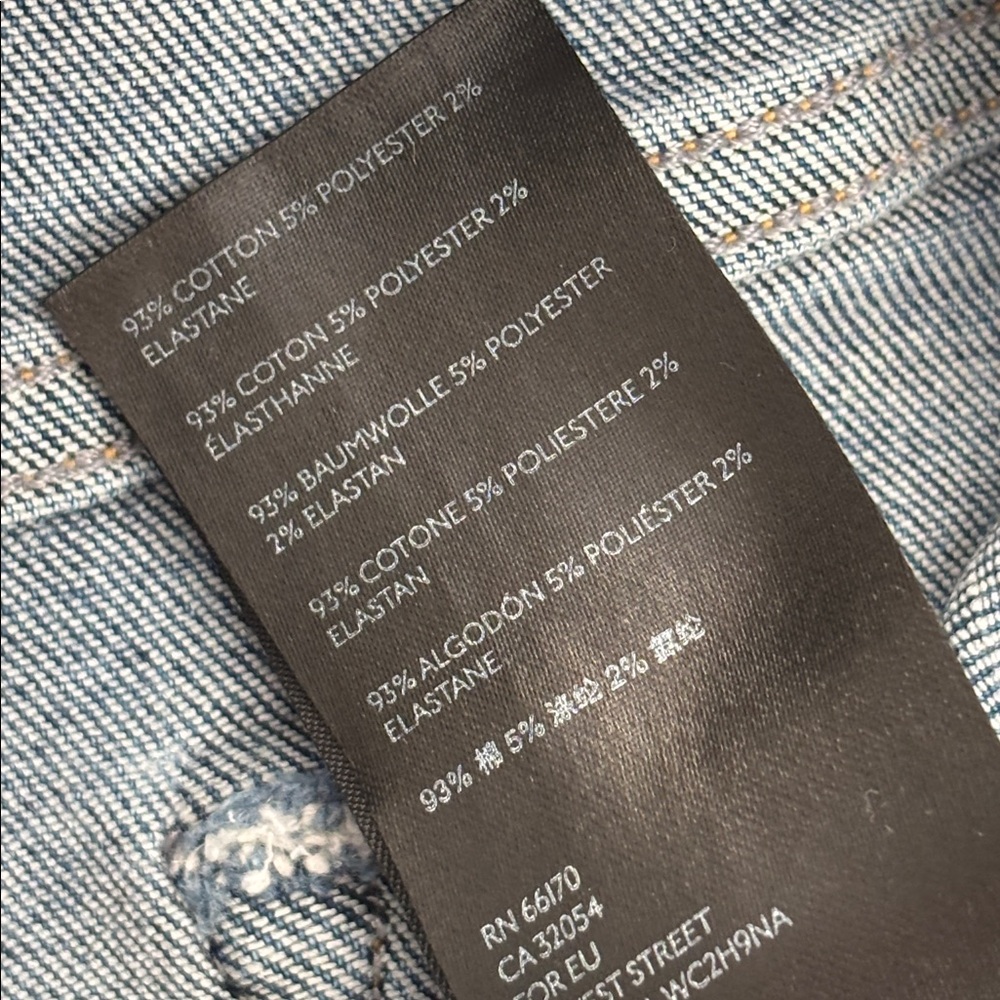 93% COTTON 5% POLYESTER 2%
ELASTANE
93% COTON 5% POLYESTER 2%
ÉLASTHANNE
93% BAUMWOLLE 5% POLYESTER
2% ELASTAN
93% COTONE 5% POLIESTERE 2%
ELASTAN
93% ALGODÓN 5% POLIÉSTER 2%
ELASTANE
93% 棉 5% 涤纶 2% 氨纶
RN 66170
CA 32054
FOR EU
STREET
WC2H9NA